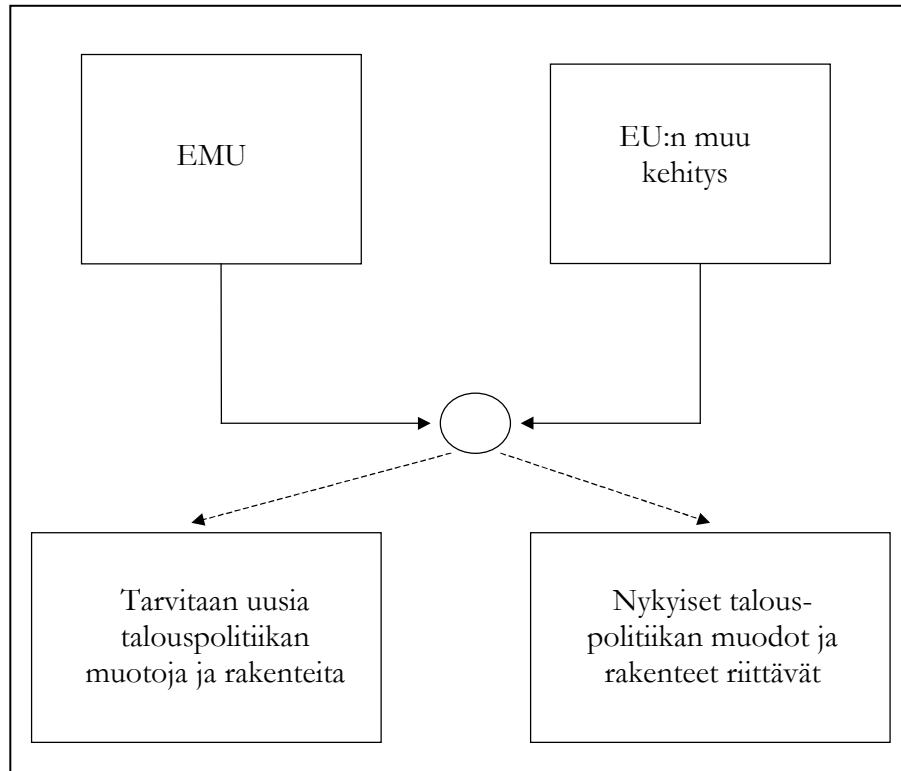 EMU
EU:n muu
kehitys
Tarvitaan uusia
talouspolitiikan
muotoja ja rakenteita
Nykyiset talous-
politiikan muodot ja
rakenteet riittävät